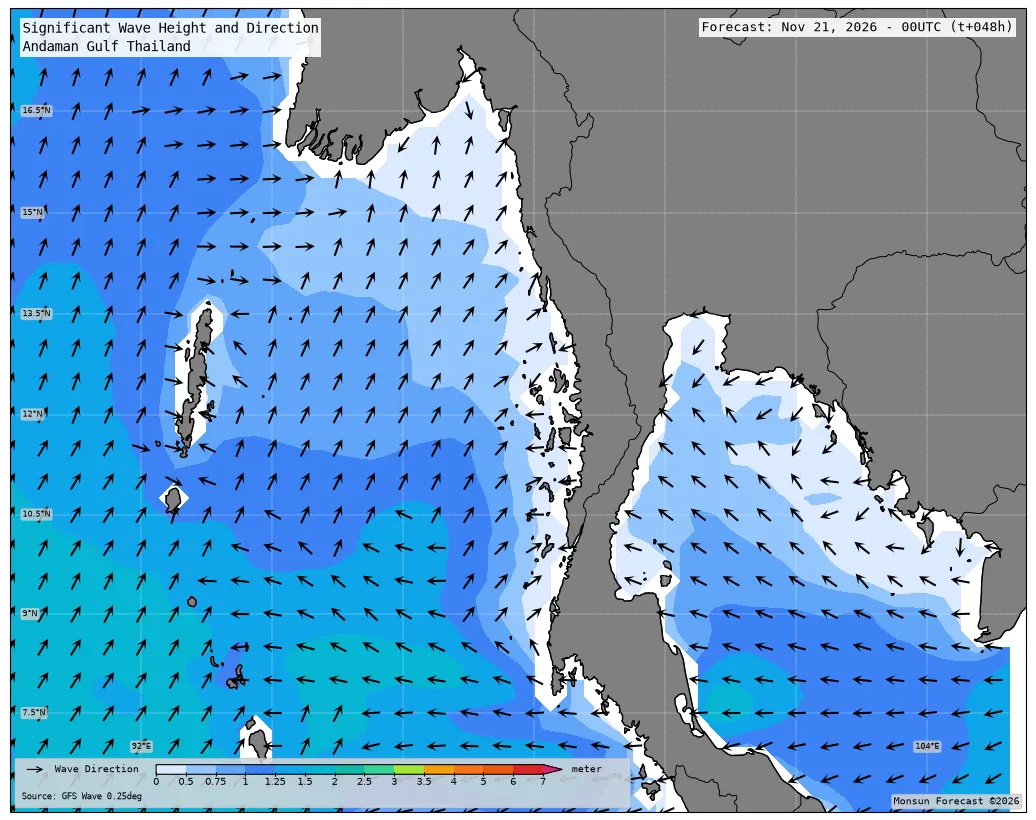 Significant Wave Height and Direction
Andaman Gulf Thailand
Forecast: Nov 21, 2026 - 00UTC (t+048h)
16.5°N
15°N
13.5°N
12°N
10.5°N
9°N
7.5°N
92°E
104°E
Wave Direction
0 0.5 0.75 1 1.25 1.5 2 2.5 3 3.5 4 5 6 7
meter
Source: GFS Wave 0.25deg
Monsun Forecast ©2026